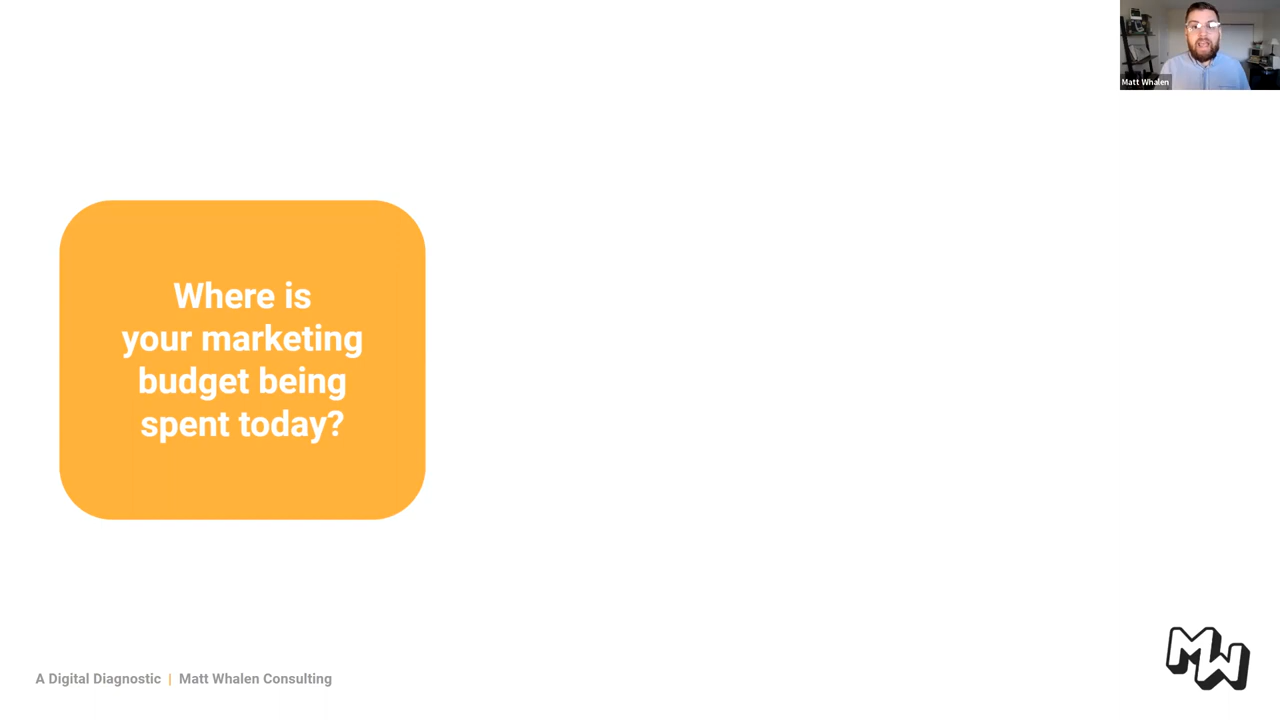 Matt Whalen
Where is
your marketing
budget being
spent today?
A Digital Diagnostic | Matt Whalen Consulting
MW